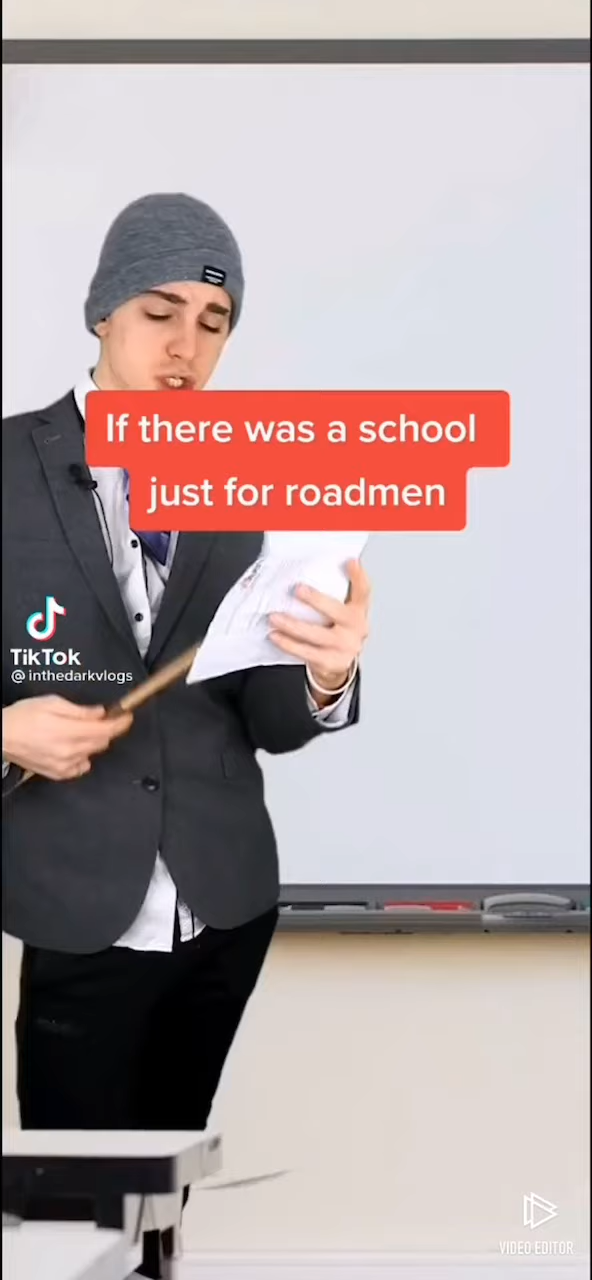 If there was a school
just for roadmen
TikTok
@inthedarkvlogs
VIDEO EDITOR